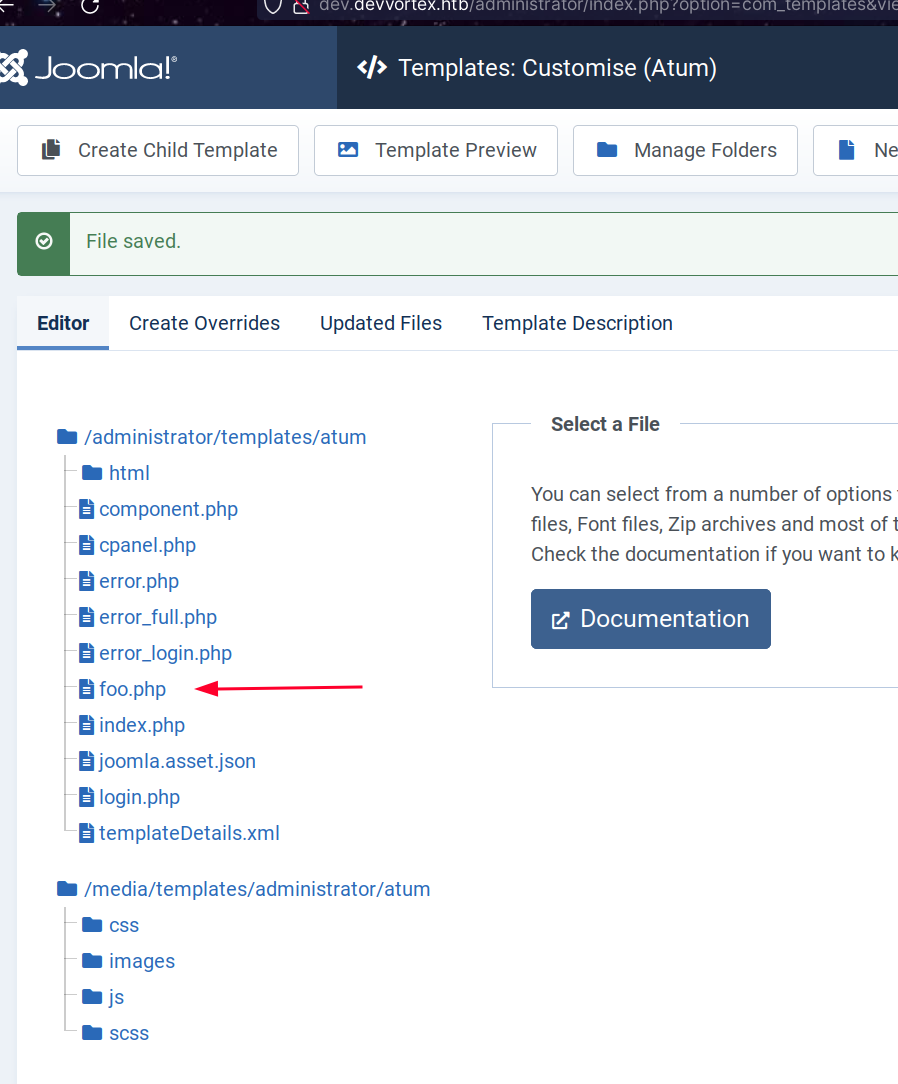 dev.devvortex.htb/administrator/index.php?option=com_templates&vie
Joomla!®
Templates: Customise (Atum)
Create Child Template
Template Preview
Manage Folders
Ne
File saved.
Editor
Create Overrides
Updated Files
Template Description
/administrator/templates/atum
html
component.php
cpanel.php
error.php
error_full.php
error_login.php
foo.php
index.php
joomla.asset.json
login.php
templateDetails.xml
/media/templates/administrator/atum
css
images
js
scss
Select a File
You can select from a number of options
files, Font files, Zip archives and most of t
Check the documentation if you want to k
Documentation